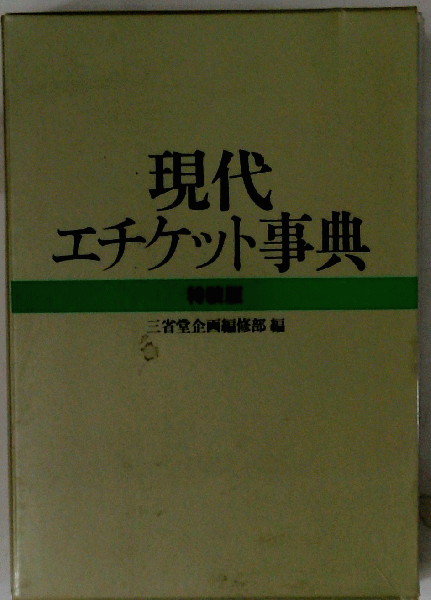 現代
エチケット事典
特装版
三省堂企画編修部 編